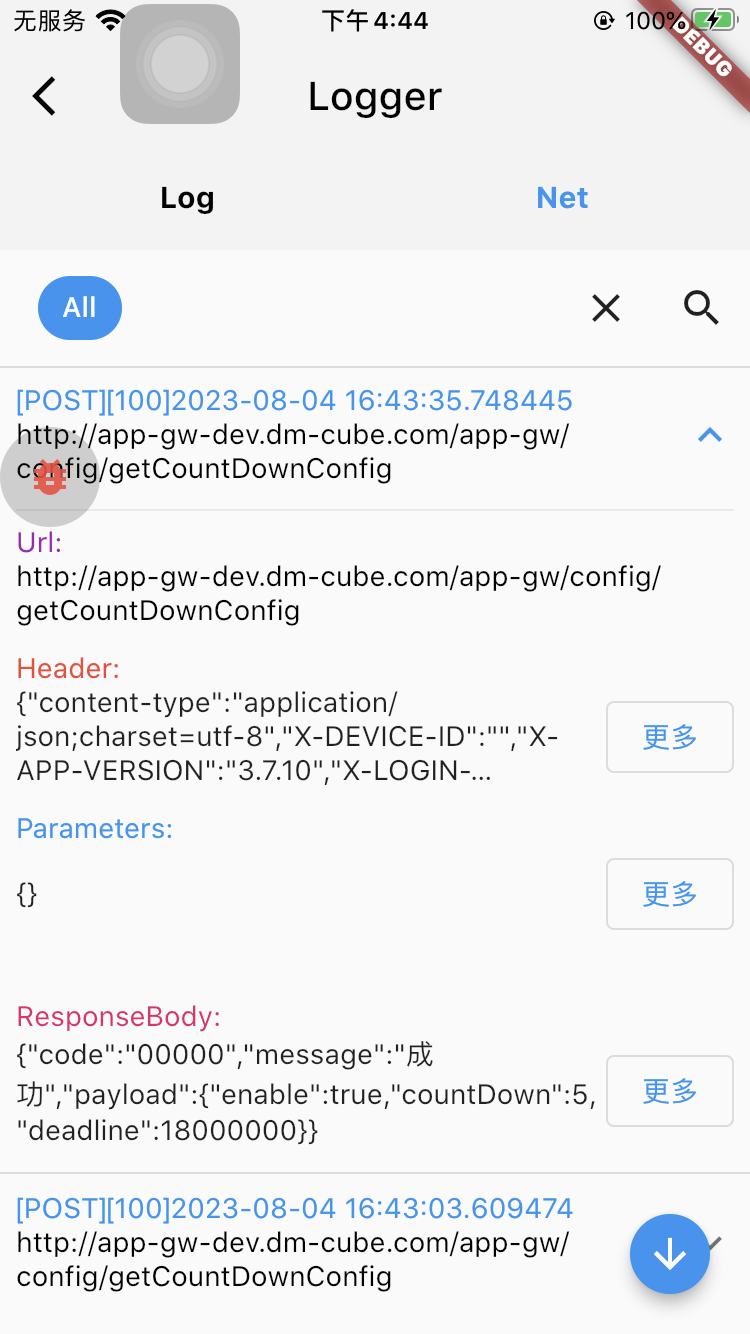 无服务 下午4:44 100%
DEBUG
Logger
Log Net
All
[POST][100]2023-08-04 16:43:35.748445
http://app-gw-dev.dm-cube.com/app-gw/
config/getCountDownConfig
Url:
http://app-gw-dev.dm-cube.com/app-gw/config/
getCountDownConfig
Header:
{"content-type":"application/
json;charset=utf-8","X-DEVICE-ID":"","X-
APP-VERSION":"3.7.10","X-LOGIN-...
更多
Parameters:
{}
更多
ResponseBody:
{"code":"00000","message":"成
功","payload":{"enable":true,"countDown":5,
"deadline":18000000}}
更多
[POST][100]2023-08-04 16:43:03.609474
http://app-gw-dev.dm-cube.com/app-gw/
config/getCountDownConfig